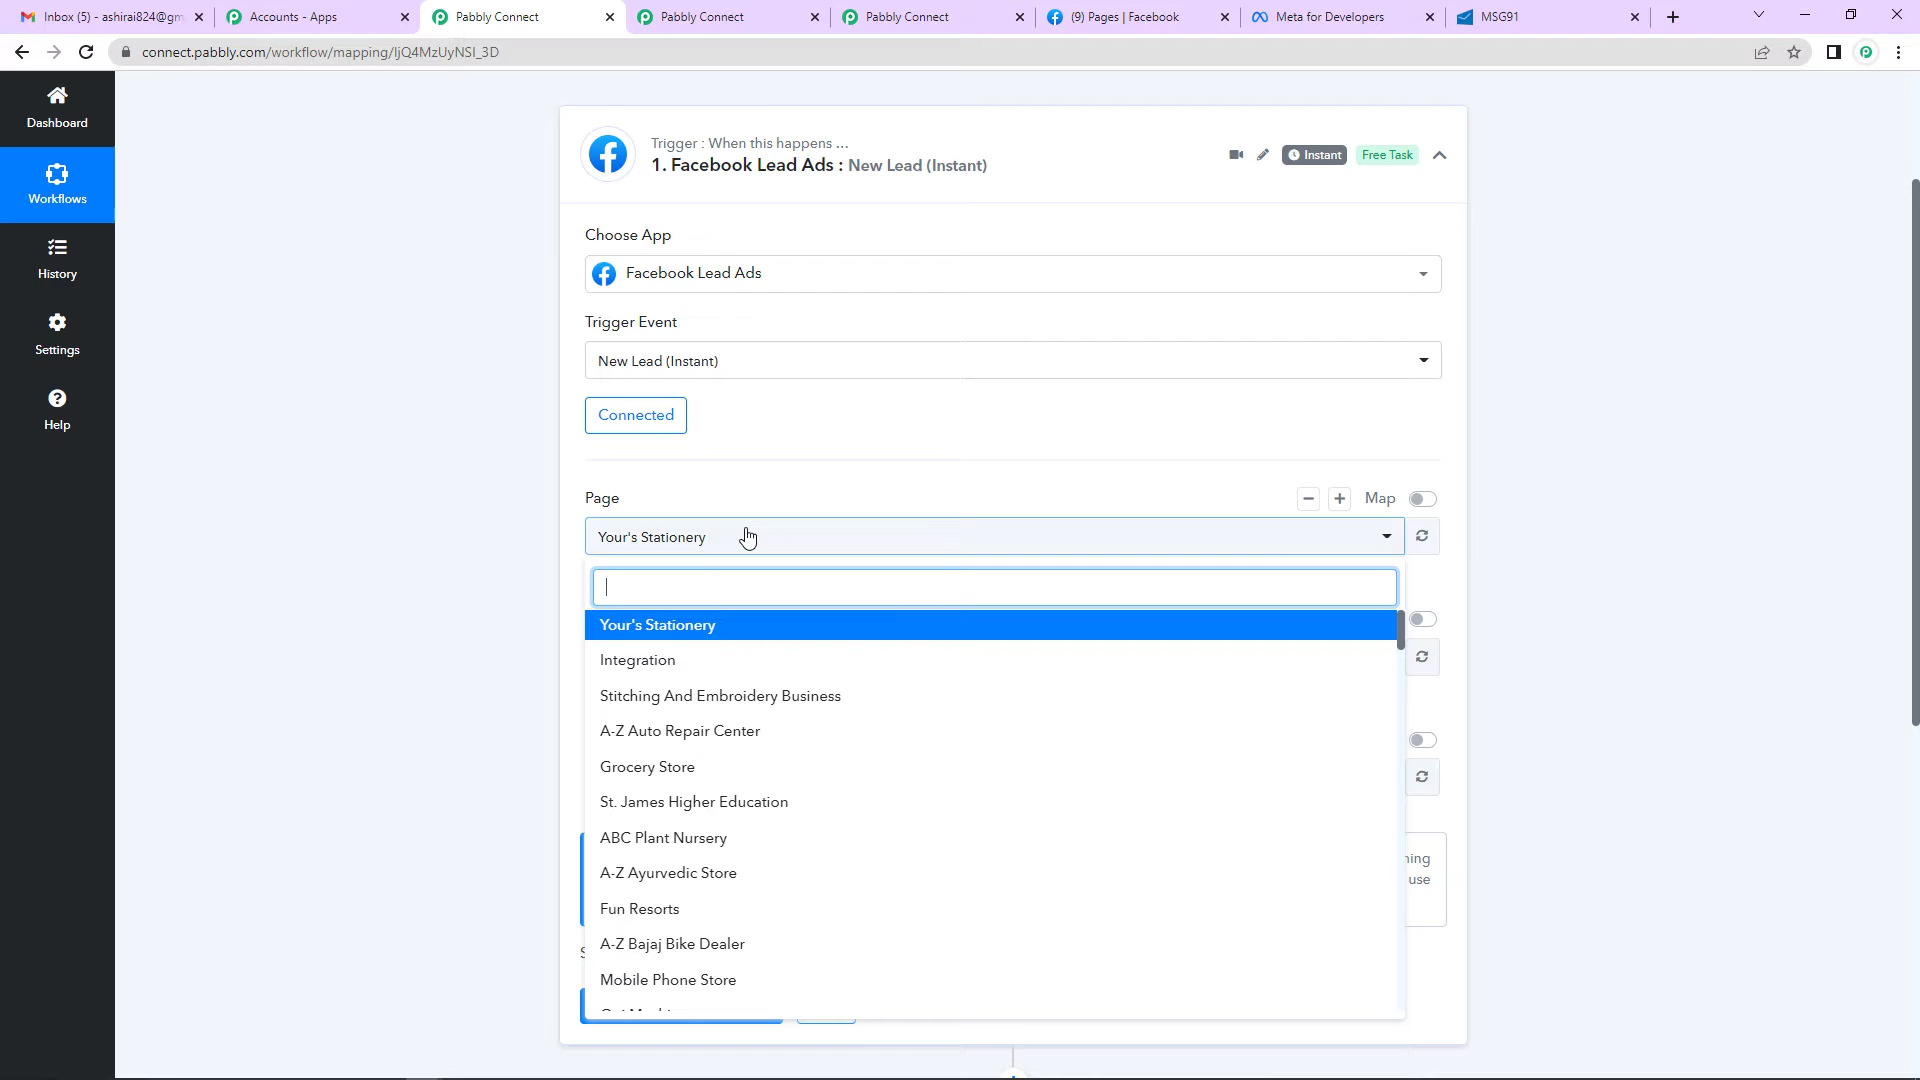 Inbox (5) - ashirai824@gm
Accounts - Apps
Pabbly Connect
Pabbly Connect
Pabbly Connect
(9) Pages | Facebook
Meta for Developers
MSG91
connect.pabbly.com/workflow/mapping/IjQ4MzUyNSI_3D
Dashboard
Workflows
History
Settings
Help
Trigger : When this happens ...
1. Facebook Lead Ads : New Lead (Instant)
Instant
Free Task
Choose App
Facebook Lead Ads
Trigger Event
New Lead (Instant)
Connected
Page
Map
Your's Stationery
Your's Stationery
Integration
Stitching And Embroidery Business
A-Z Auto Repair Center
Grocery Store
St. James Higher Education
ABC Plant Nursery
A-Z Ayurvedic Store
Fun Resorts
A-Z Bajaj Bike Dealer
Mobile Phone Store
use